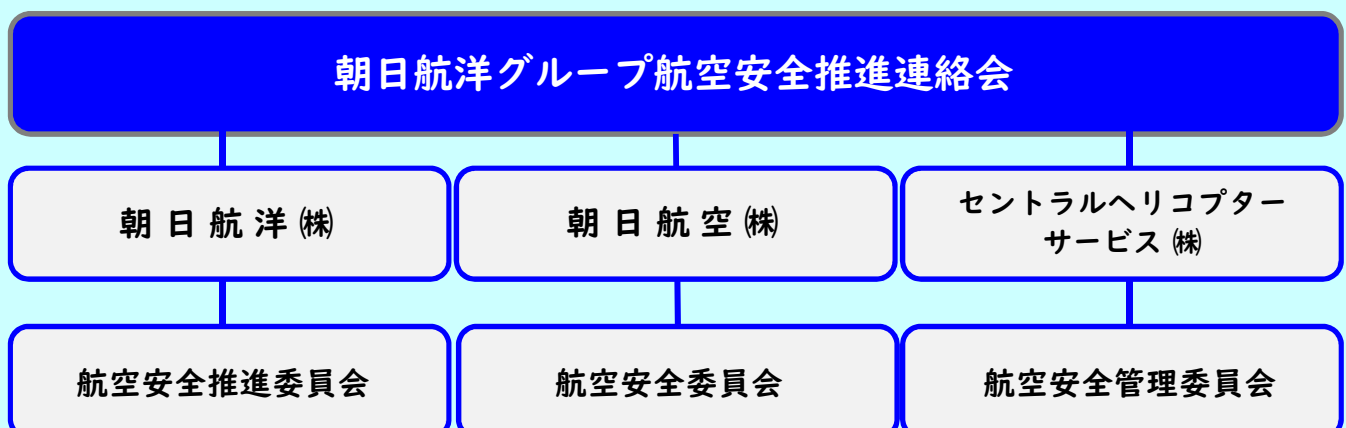 朝日航洋グループ航空安全推進連絡会
朝日航洋㈱
朝日航空㈱
セントラルヘリコプター
サービス㈱
航空安全推進委員会
航空安全委員会
航空安全管理委員会